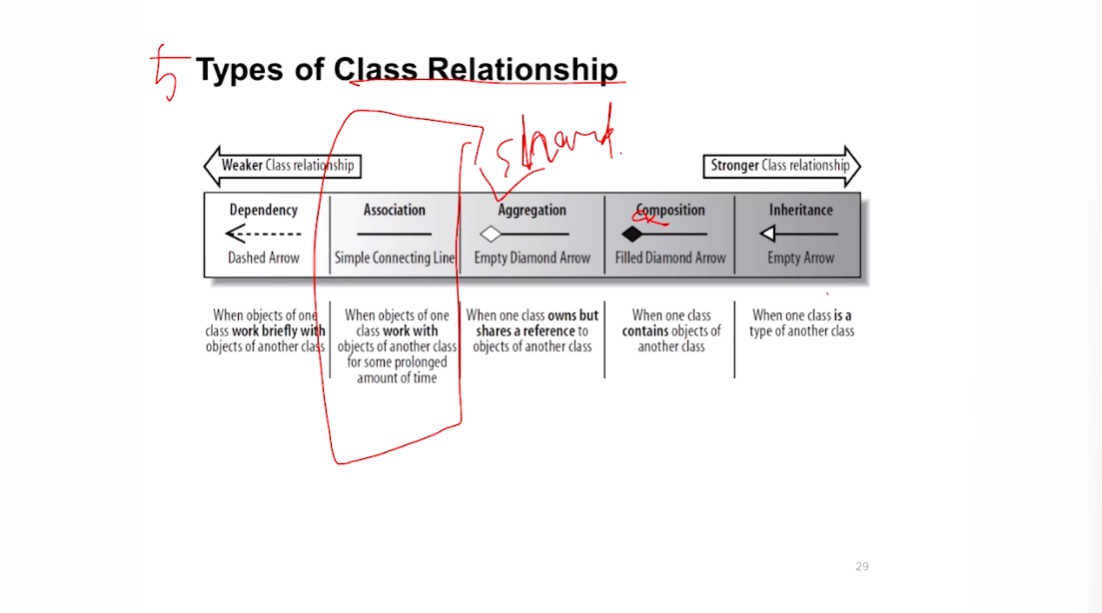 5 Types of Class Relationship
shared.
Weaker Class relationship
Stronger Class relationship
Dependency
Association
Aggregation
Composition
Inheritance
Dashed Arrow
Simple Connecting Line
Empty Diamond Arrow
Filled Diamond Arrow
Empty Arrow
When objects of one
class work briefly with
objects of another class
When objects of one
class work with
objects of another class
for some prolonged
amount of time
When one class owns but
shares a reference to
objects of another class
When one class
contains objects of
another class
When one class is a
type of another class
29